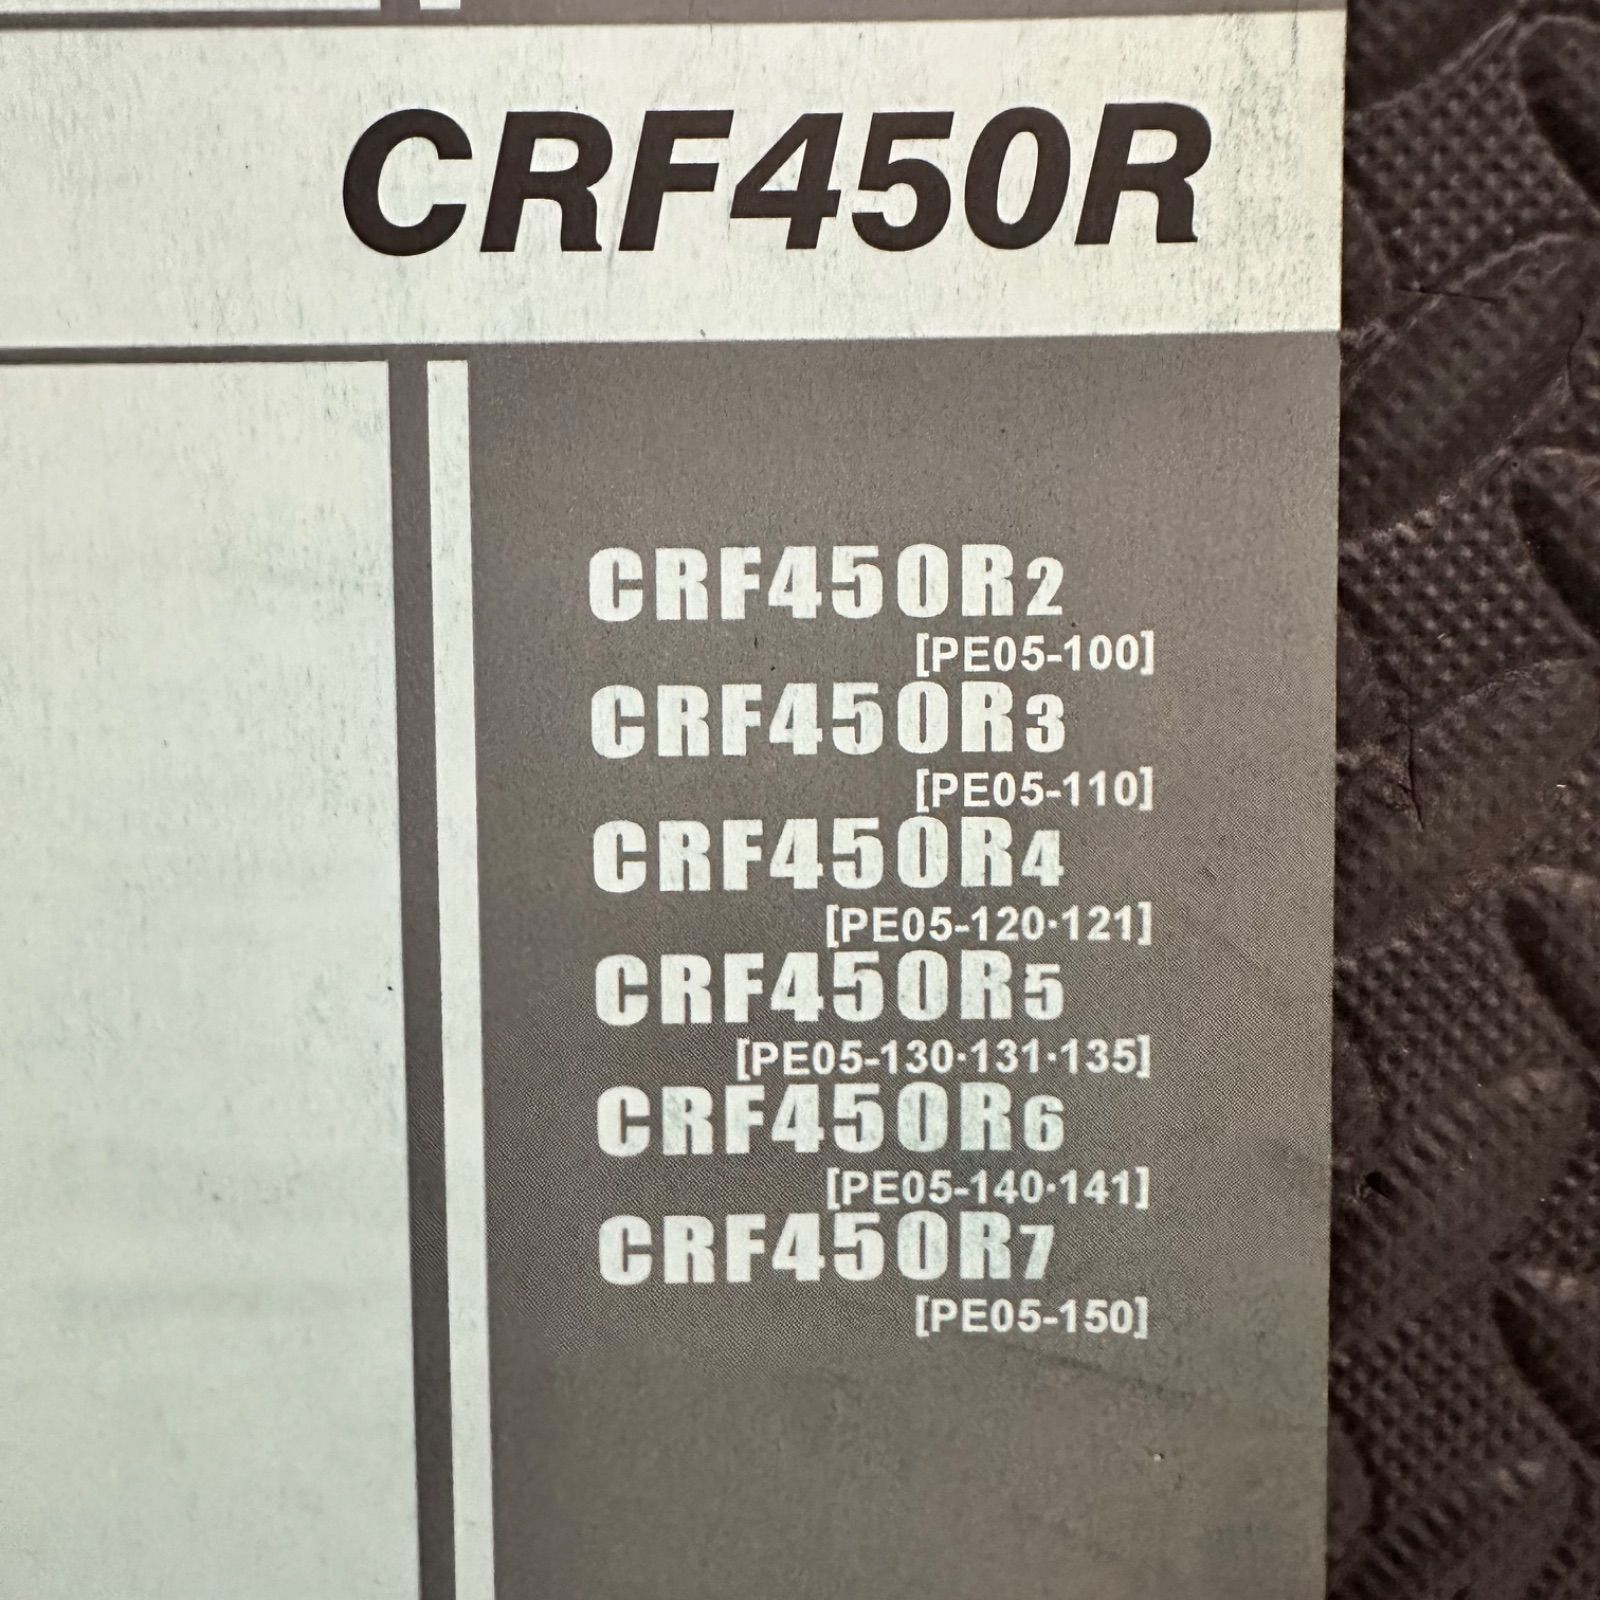 CRF450R
CRF450R2
[PE05-100]
CRF450R3
[PE05-110]
CRF450R4
[PE05-120·121]
CRF450R5
[PE05-130·131·135]
CRF450R6
[PE05-140·141]
CRF450R7
[PE05-150]